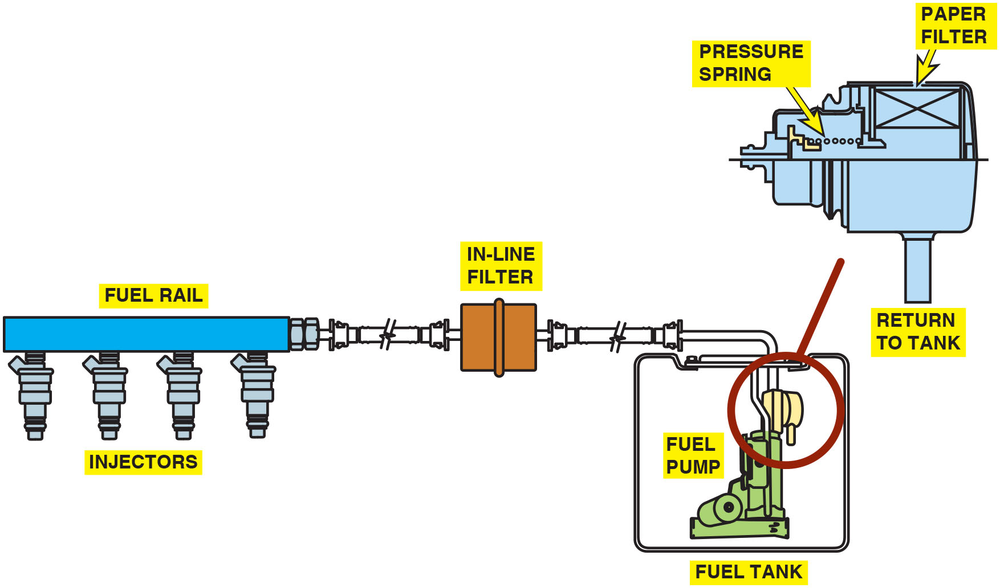 PAPER
FILTER
PRESSURE
SPRING
IN-LINE
FILTER
FUEL RAIL
RETURN
TO TANK
FUEL
PUMP
INJECTORS
FUEL TANK